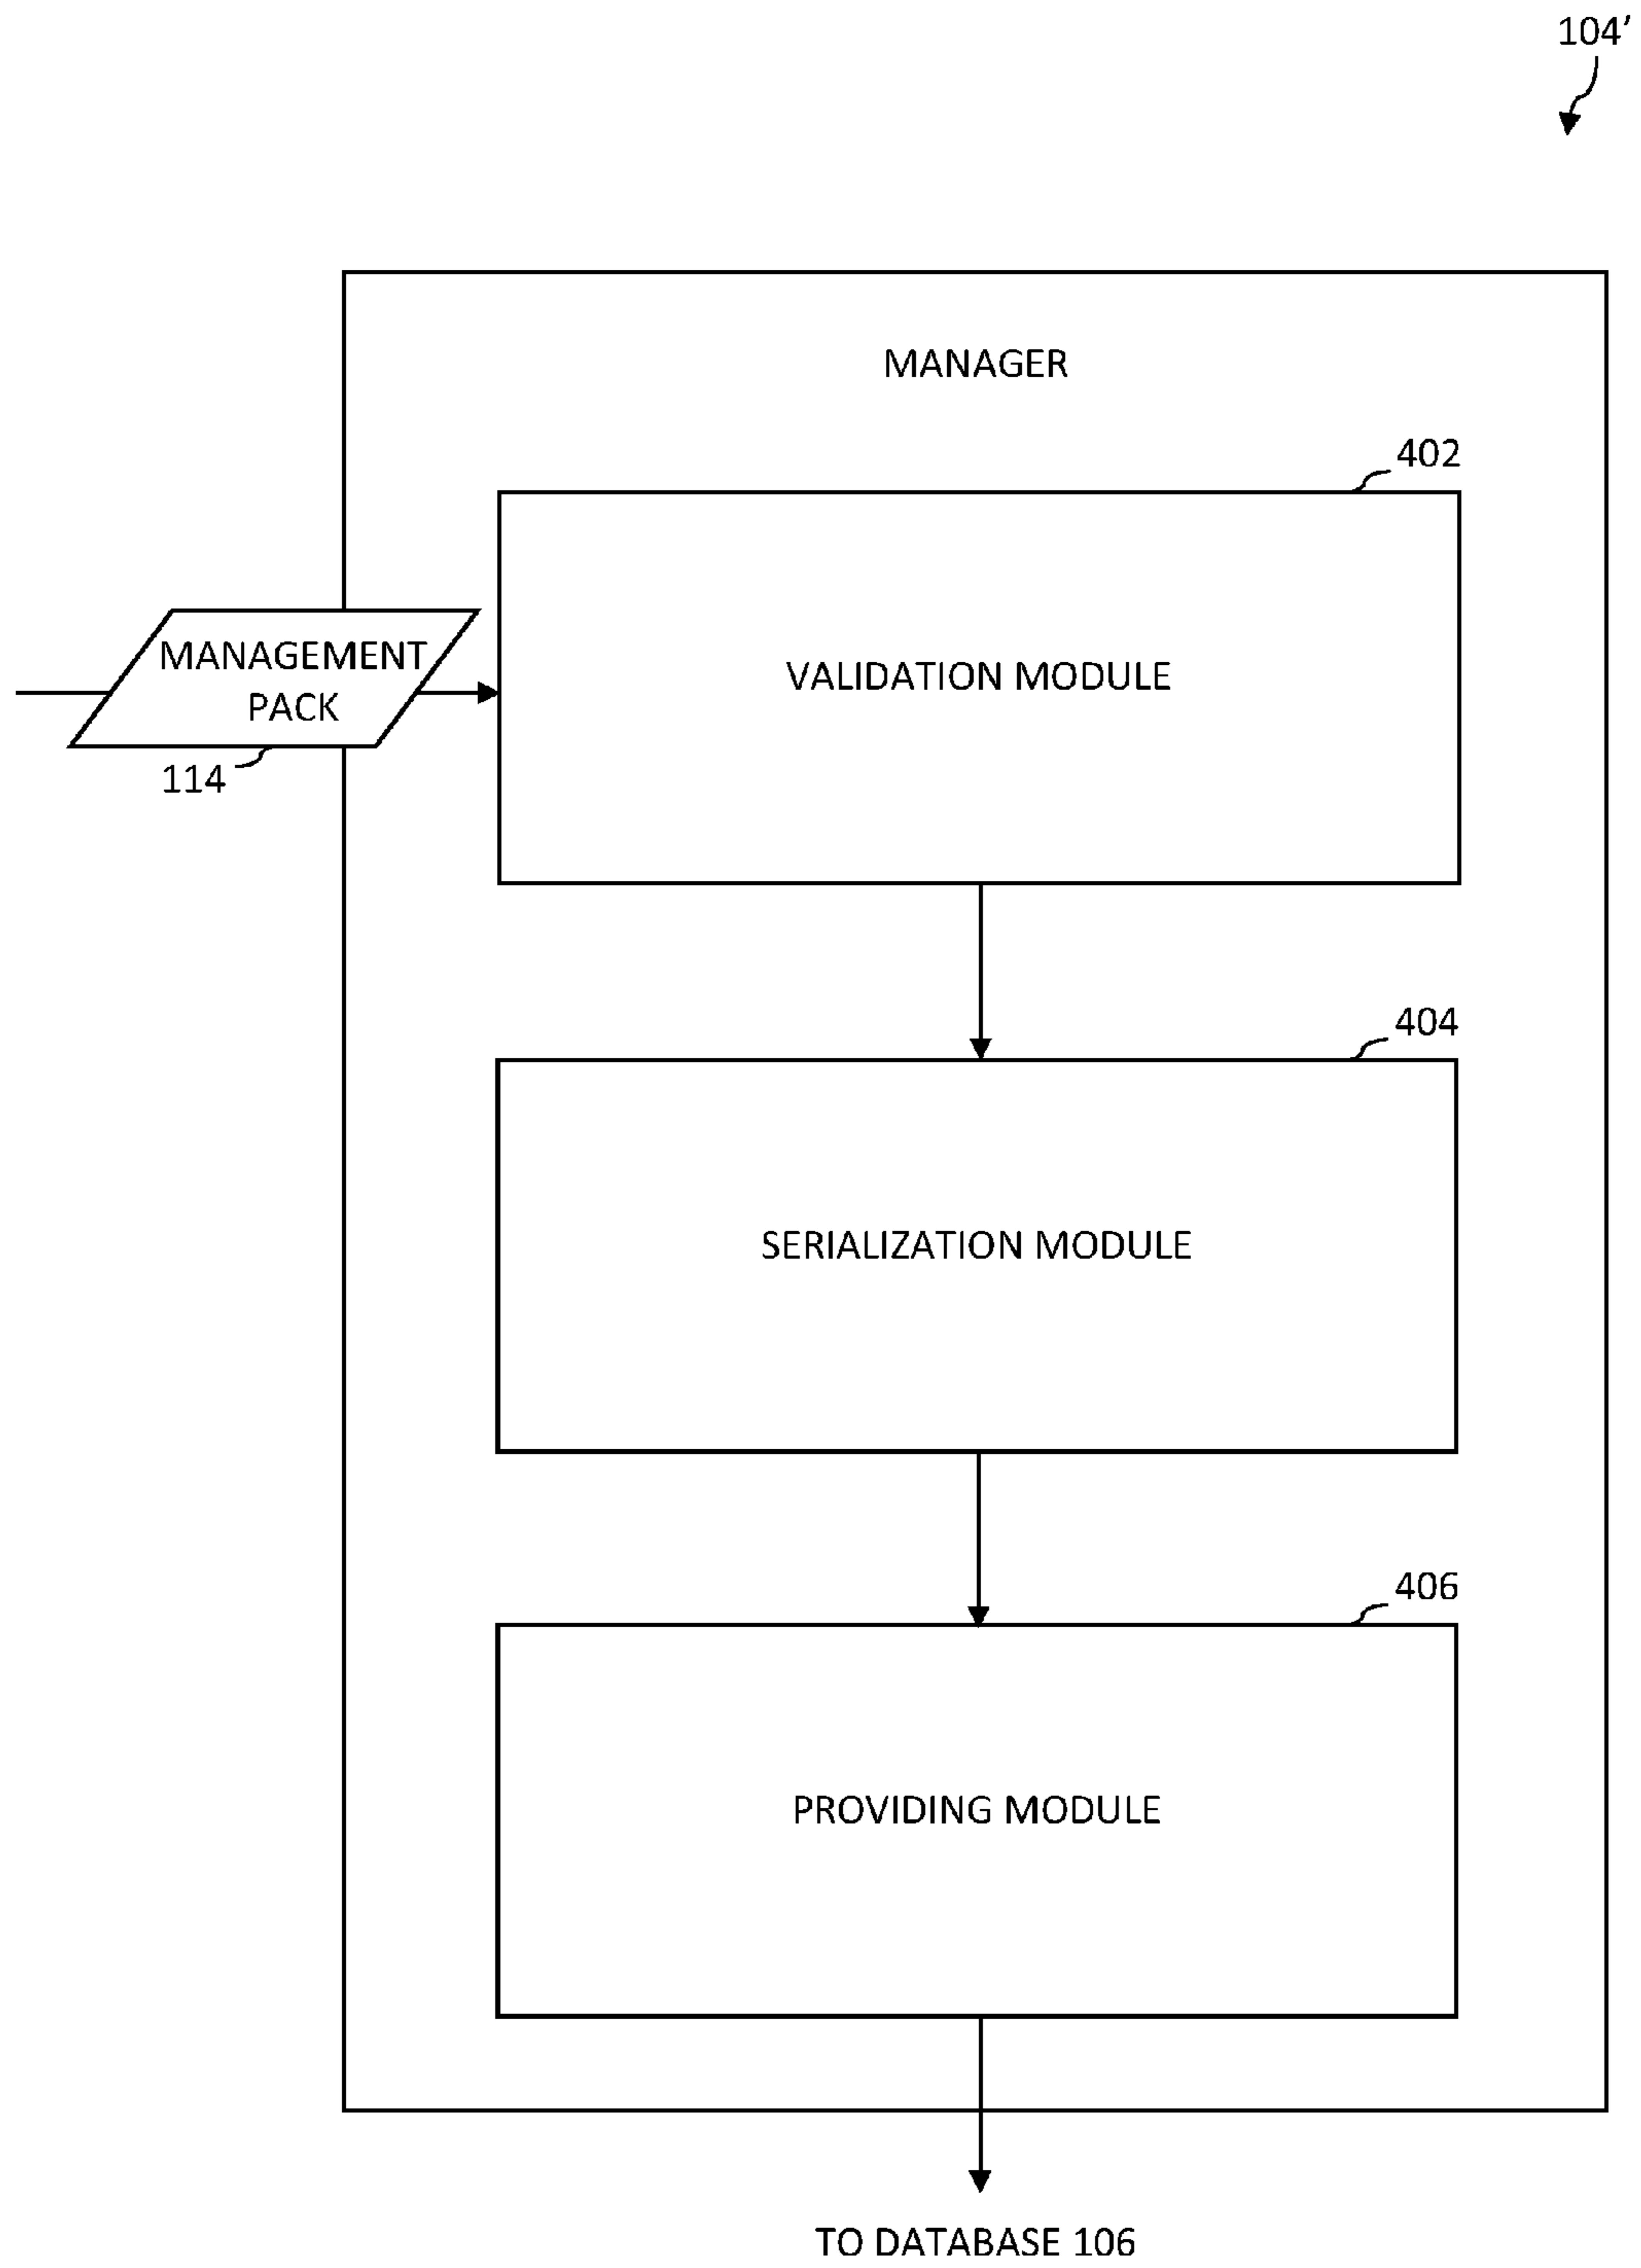 104’
MANAGER
402
MANAGEMENT
PACK
VALIDATION MODULE
114
404
SERIALIZATION MODULE
406
PROVIDING MODULE
TO DATABASE 106